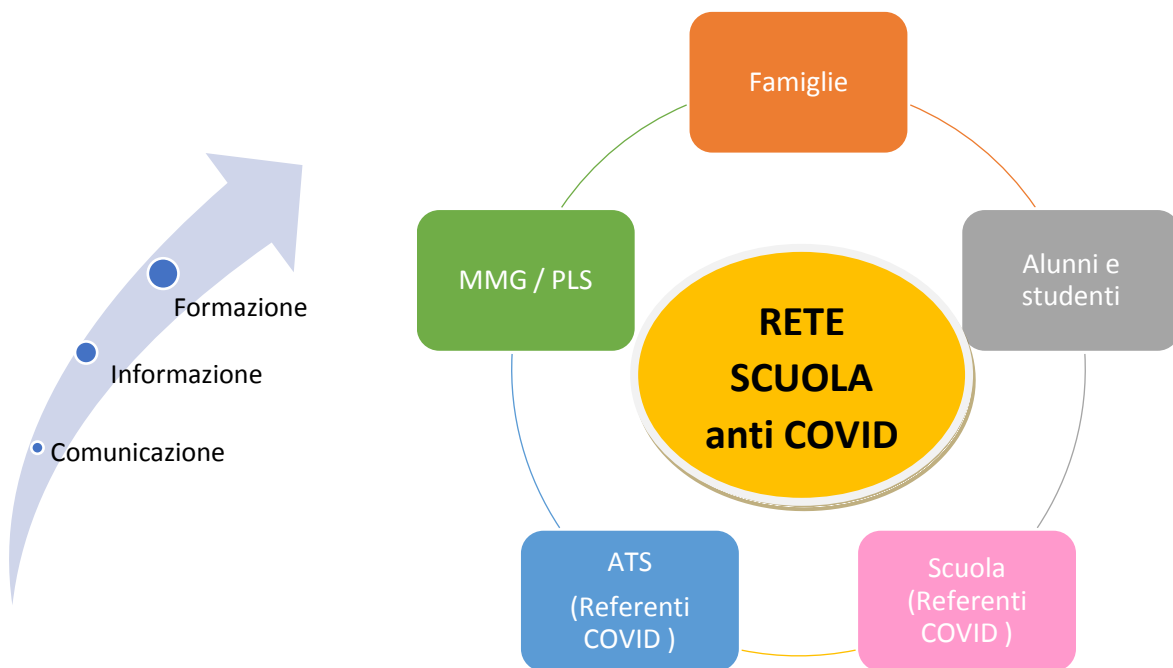 Formazione
Informazione
Comunicazione
Famiglie
MMG / PLS
Alunni e
studenti
RETE
SCUOLA
anti COVID
ATS
(Referenti
COVID )
Scuola
(Referenti
COVID )